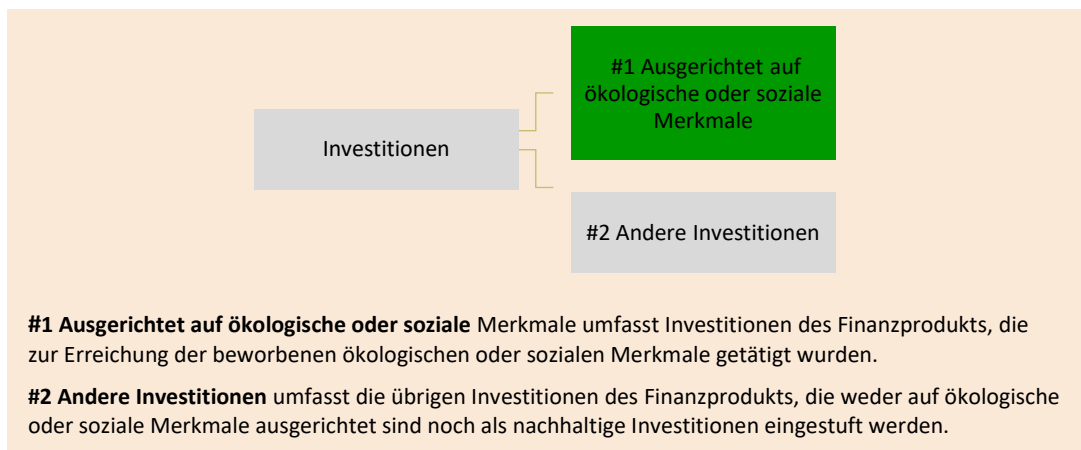 #1 Ausgerichtet auf
ökologische oder soziale
Merkmale
Investitionen
#2 Andere Investitionen
#1 Ausgerichtet auf ökologische oder soziale Merkmale umfasst Investitionen des Finanzprodukts, die
zur Erreichung der beworbenen ökologischen oder sozialen Merkmale getätigt wurden.
#2 Andere Investitionen umfasst die übrigen Investitionen des Finanzprodukts, die weder auf ökologische
oder soziale Merkmale ausgerichtet sind noch als nachhaltige Investitionen eingestuft werden.